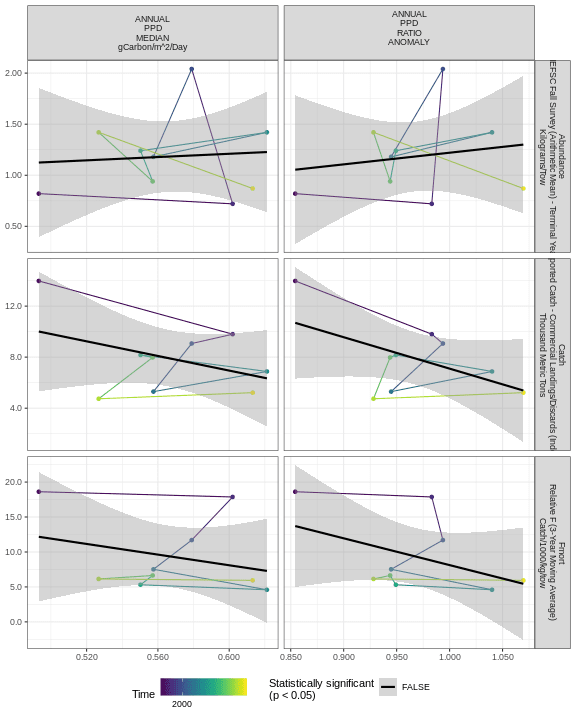 ANNUAL
PPD
MEDIAN
gCarbon/m^2/Day
ANNUAL
PPD
RATIO
ANOMALY
2.00
1.50
1.00
0.50
Abundance
EFSC Fall Survey (Arithmetic Mean) - Terminal Ye
Kilograms/Tow
12.0
8.0
4.0
Catch
ported Catch - Commercial Landings/Discards (Ind
Thousand Metric Tons
20.0
15.0
10.0
5.0
0.0
Fmort
Relative F (3-Year Moving Average)
Catch/1000/kg/tow
0.520
0.560
0.600
0.850
0.900
0.950
1.000
1.050
Time
2000
Statistically significant
(p < 0.05)
FALSE